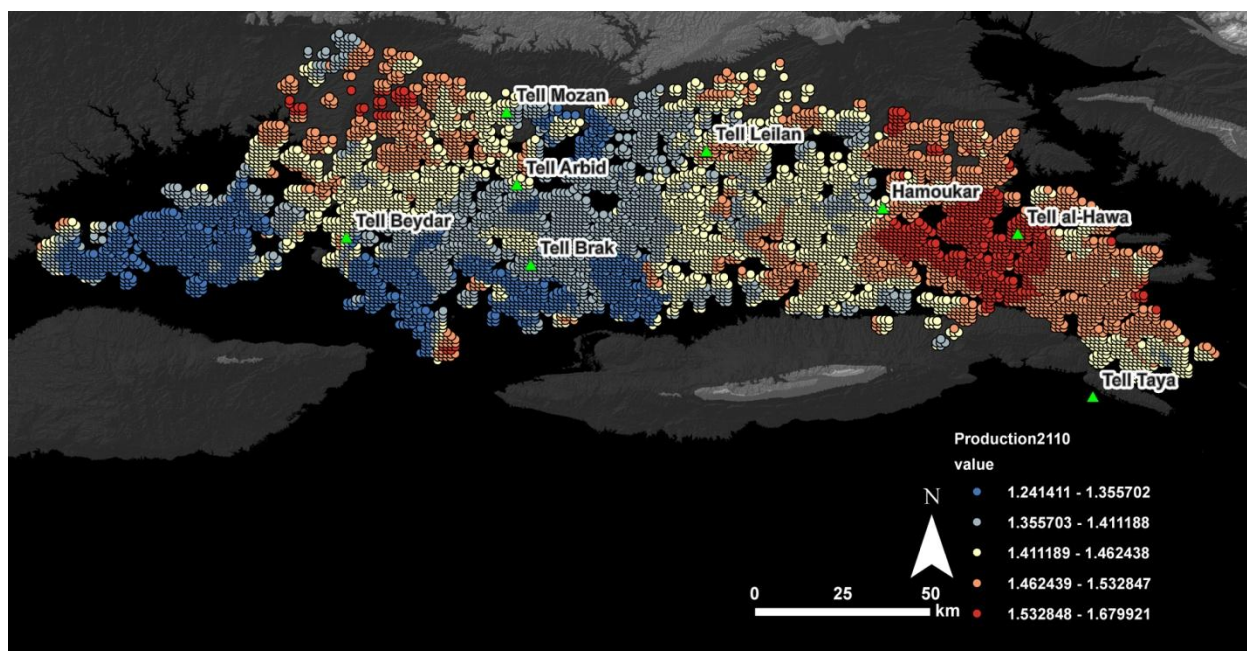 Tell Mozan
Tell Leilan
Tell Arbid
Hamoukar
Tell al-Hawa
Tell Beydar
Tell Brak
Tell Taya
Production2110
value
1.241411 - 1.355702
1.355703 - 1.411188
1.411189 - 1.462438
1.462439 - 1.532847
1.532848 - 1.679921
N
0 25 50
km